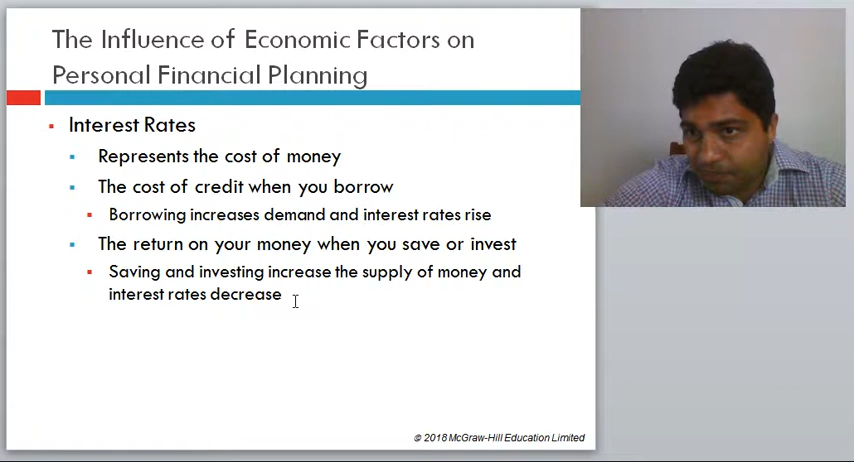 The Influence of Economic Factors on
Personal Financial Planning
Interest Rates
Represents the cost of money
The cost of credit when you borrow
Borrowing increases demand and interest rates rise
The return on your money when you save or invest
Saving and investing increase the supply of money and
interest rates decrease
© 2018 McGraw-Hill Education Limited